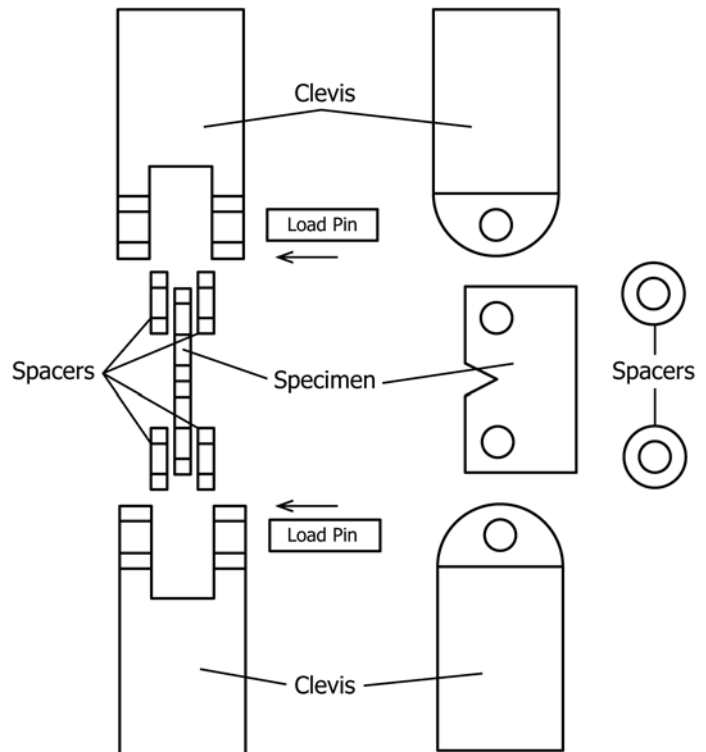 Clevis
Load Pin
Spacers
Specimen
Spacers
Load Pin
Clevis